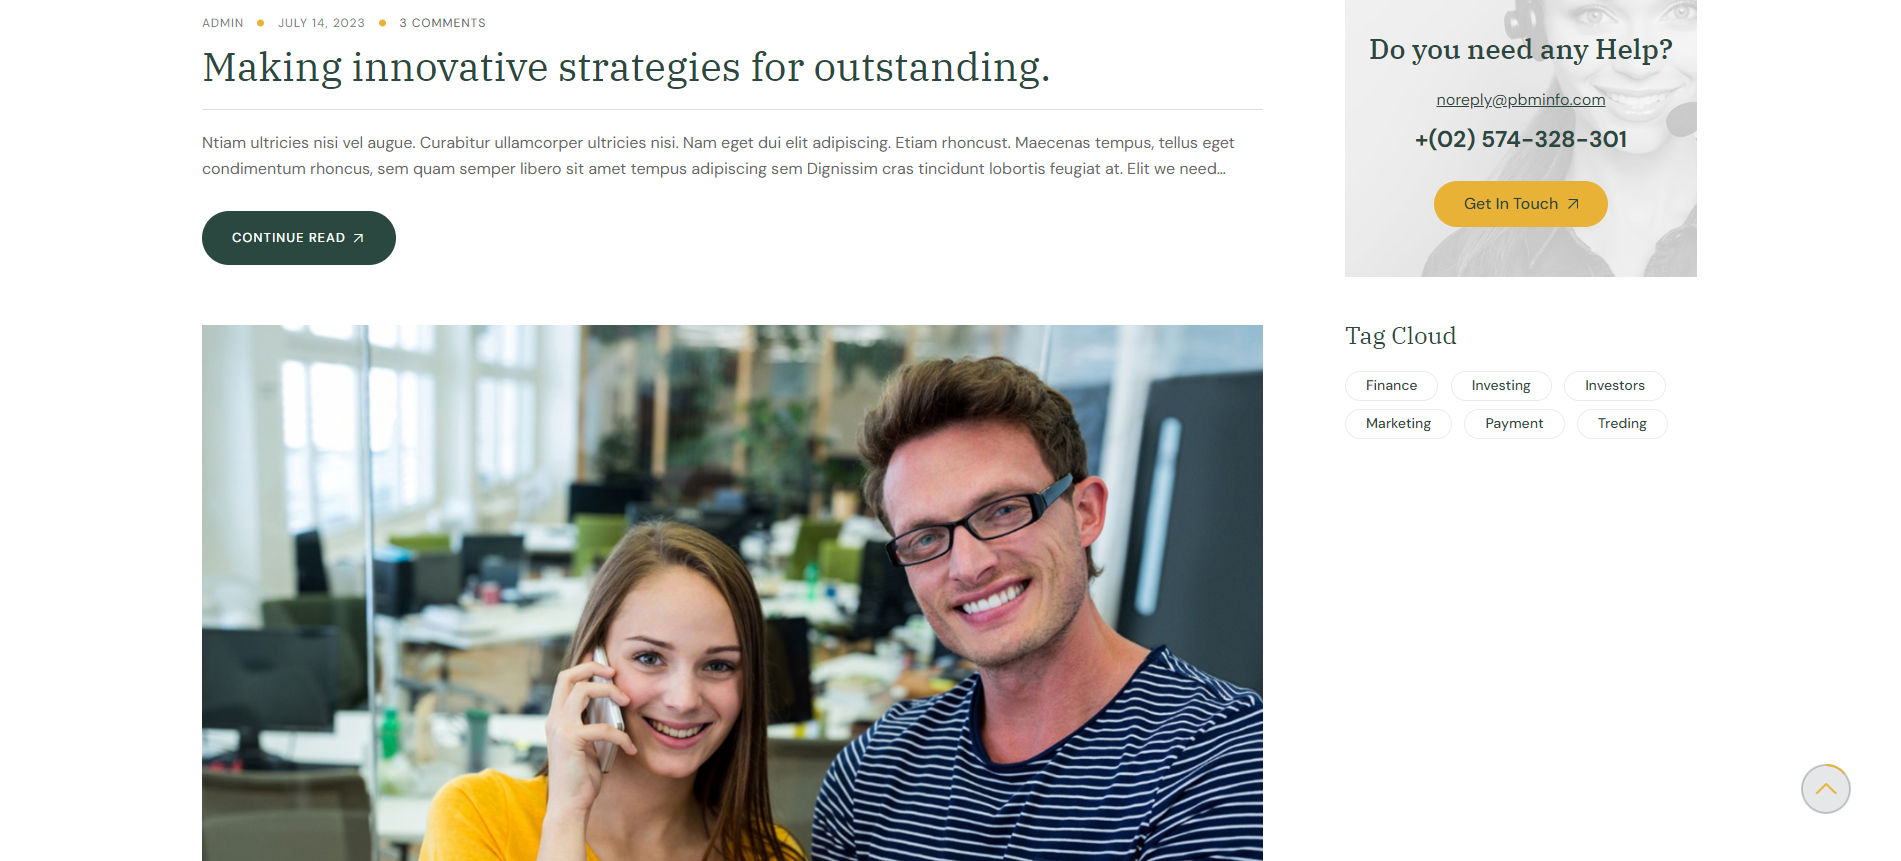 ADMIN JULY 14, 2023 3 COMMENTS
Making innovative strategies for outstanding.
Ntiam ultricies nisi vel augue. Curabitur ullamcorper ultricies nisi. Nam eget dui elit adipiscing. Etiam rhoncust. Maecenas tempus, tellus eget
condimentum rhoncus, sem quam semper libero sit amet tempus adipiscing sem Dignissim cras tincidunt lobortis feugiat at. Elit we need...
CONTINUE READ
Do you need any Help?
noreply@pbminfo.com
+(02) 574-328-301
Get In Touch
Tag Cloud
Finance Investing Investors
Marketing Payment Treding